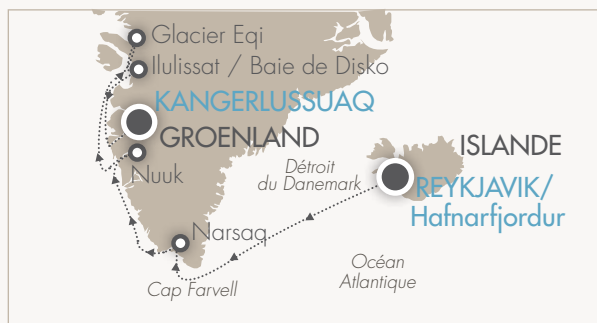 Glacier Eqi
Ilulissat / Baie de Disko
KANGERLUSSUAQ
GROENLAND
Nuuk
Détroit
du Danemark
ISLANDE
REYKJAVIK/
Hafnarfjordur
Narsaq
Cap Farvell
Océan
Atlantique